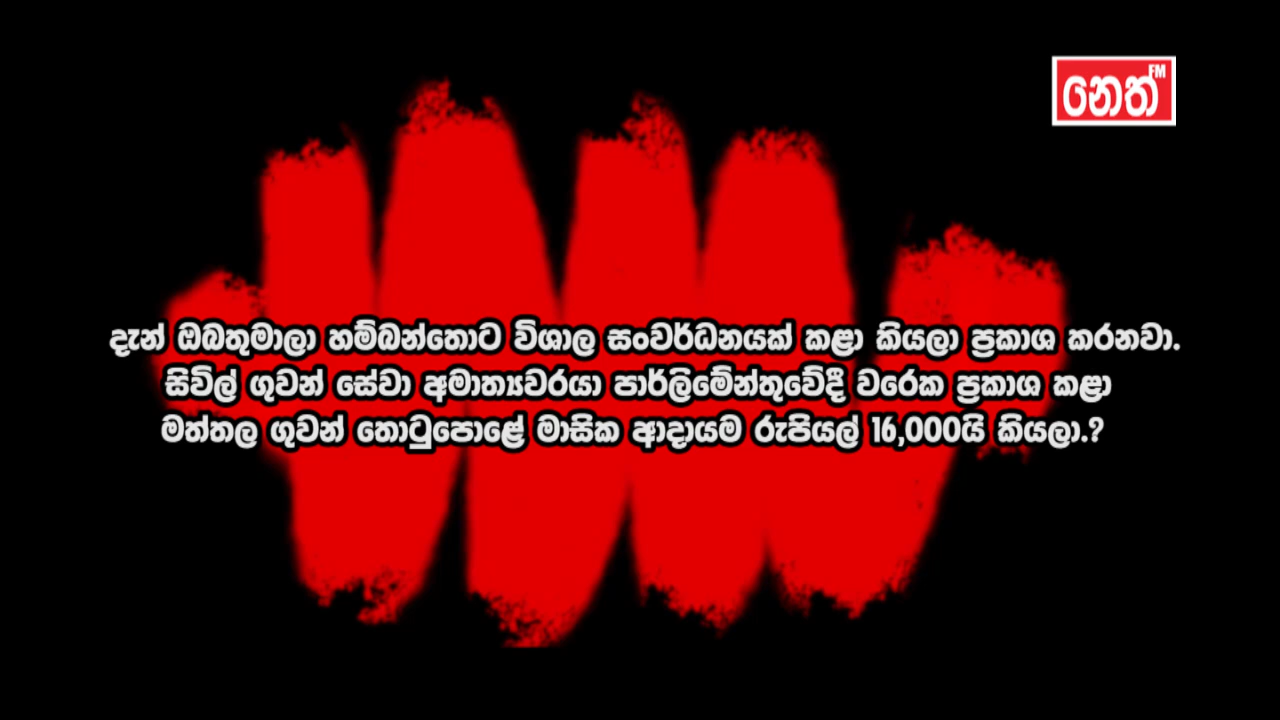 නෙත් FM
දැන් ඔබතුමාලා හම්බන්තොට විශාල සංවර්ධනයක් කළා කියලා ප්‍රකාශ කරනවා.
සිවිල් ගුවන් සේවා අමාත්‍යවරයා පාර්ලිමේන්තුවේදී වරෙක ප්‍රකාශ කළා
මත්තල ගුවන් තොටුපොළේ මාසික ආදායම රුපියල් 16,000යි කියලා.?